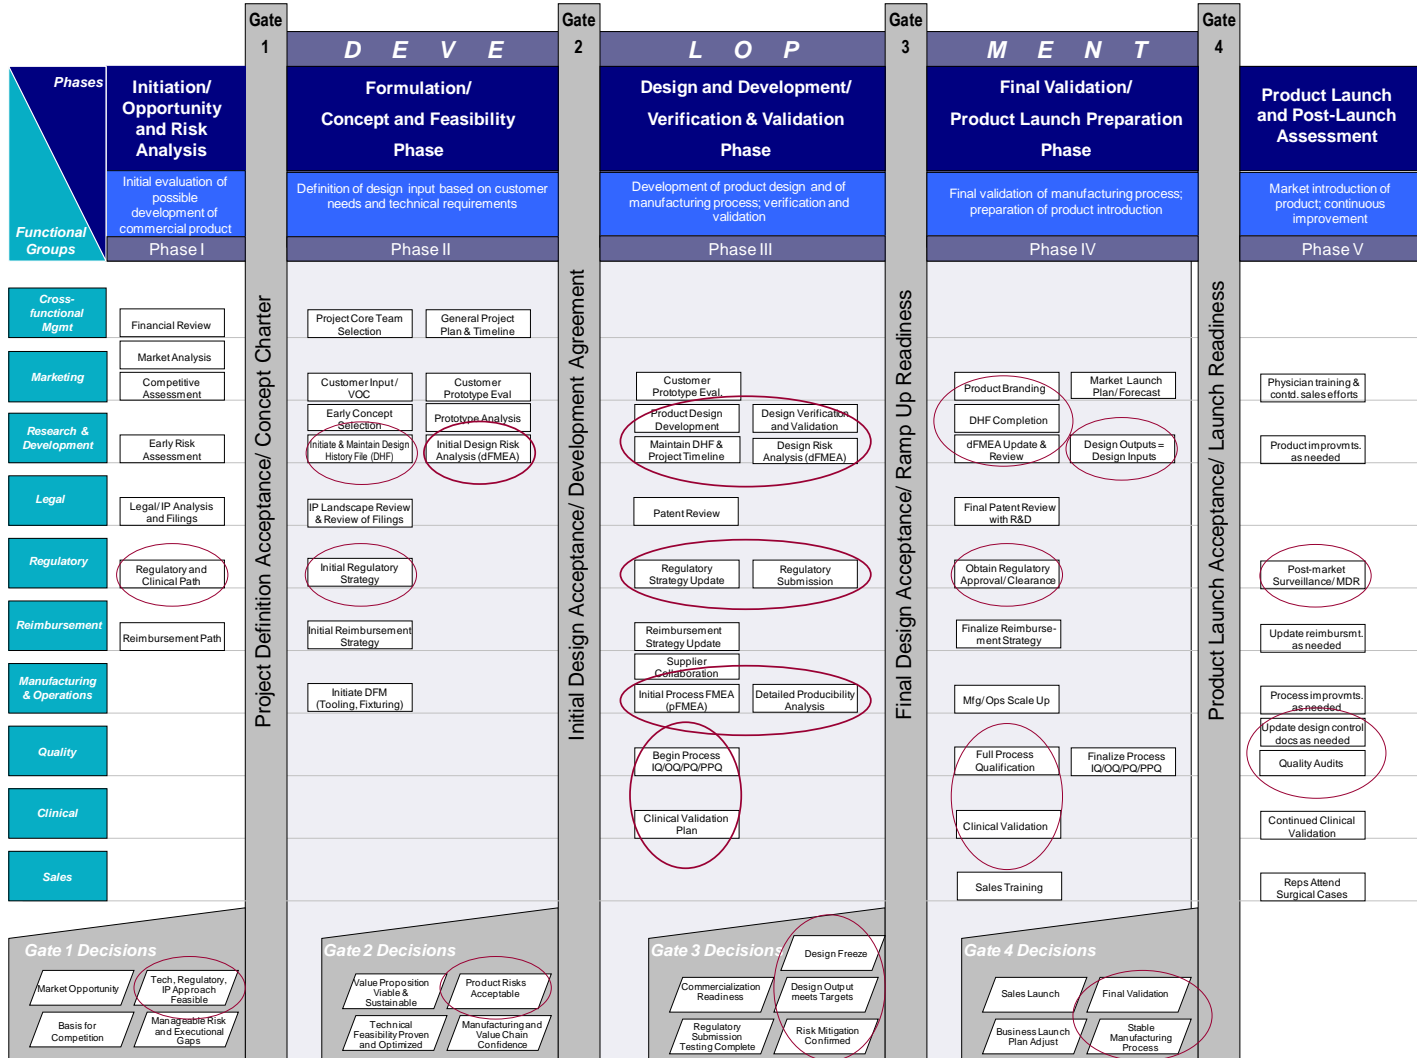 Gate
1
Gate
2
Gate
3
Gate
4
D E V E
L O P
M E N T
Phases
Functional
Groups
Initiation/
Opportunity
and Risk
Analysis
Formulation/
Concept and Feasibility
Phase
Design and Development/
Verification & Validation
Phase
Final Validation/
Product Launch Preparation
Phase
Product Launch
and Post-Launch
Assessment
Initial evaluation of
possible
development of
commercial product
Definition of design input based on customer
needs and technical requirements
Development of product design and of
manufacturing process; verification and
validation
Final validation of manufacturing process;
preparation of product introduction
Market introduction of
product; continuous
improvement
Phase I
Phase II
Phase III
Phase IV
Phase V
Project Definition Acceptance/ Concept Charter
Initial Design Acceptance/ Development Agreement
Final Design Acceptance/ Ramp Up Readiness
Product Launch Acceptance/ Launch Readiness
Cross-
functional
Mgmt
Financial Review
Project Core Team
Selection
General Project
Plan & Timeline
Marketing
Market Analysis
Competitive
Assessment
Customer Input /
VOC
Customer
Prototype Eval
Customer
Prototype Eval.
Product Branding
Market Launch
Plan/ Forecast
Physician training &
contd. sales efforts
Research &
Development
Early Risk
Assessment
Early Concept
Selection
Prototype Analysis
Initiate & Maintain Design
History File (DHF)
Initial Design Risk
Analysis (dFMEA)
Product Design
Development
Design Verification
and Validation
Maintain DHF &
Project Timeline
Design Risk
Analysis (dFMEA)
DHF Completion
dFMEA Update &
Review
Design Outputs =
Design Inputs
Product improvmts.
as needed
Legal
Legal/ IP Analysis
and Filings
IP Landscape Review
& Review of Filings
Patent Review
Final Patent Review
with R&D
Regulatory
Regulatory and
Clinical Path
Initial Regulatory
Strategy
Regulatory
Strategy Update
Regulatory
Submission
Obtain Regulatory
Approval/ Clearance
Post-market
Surveillance/ MDR
Reimbursement
Reimbursement Path
Initial Reimbursement
Strategy
Reimbursement
Strategy Update
Finalize Reimburse-
ment Strategy
Update reimbursmt.
as needed
Manufacturing
& Operations
Initiate DFM
(Tooling, Fixturing)
Supplier
Collaboration
Initial Process FMEA
(pFMEA)
Detailed Producibility
Analysis
Mfg/ Ops Scale Up
Process improvmts.
as needed
Quality
Begin Process
IQ/OQ/PQ/PPQ
Full Process
Qualification
Finalize Process
IQ/OQ/PQ/PPQ
Update design control
docs as needed
Quality Audits
Clinical
Clinical Validation
Plan
Clinical Validation
Continued Clinical
Validation
Sales
Sales Training
Reps Attend
Surgical Cases
Gate 1 Decisions
Market Opportunity
Tech, Regulatory,
IP Approach
Feasible
Basis for
Competition
Manageable Risk
and Executional
Gaps
Gate 2 Decisions
Value Proposition
Viable &
Sustainable
Product Risks
Acceptable
Technical
Feasibility Proven
and Optimized
Manufacturing and
Value Chain
Confidence
Gate 3 Decisions
Design Freeze
Commercialization
Readiness
Design Output
meets Targets
Regulatory
Submission
Testing Complete
Risk Mitigation
Confirmed
Gate 4 Decisions
Sales Launch
Final Validation
Business Launch
Plan Adjust
Stable
Manufacturing
Process